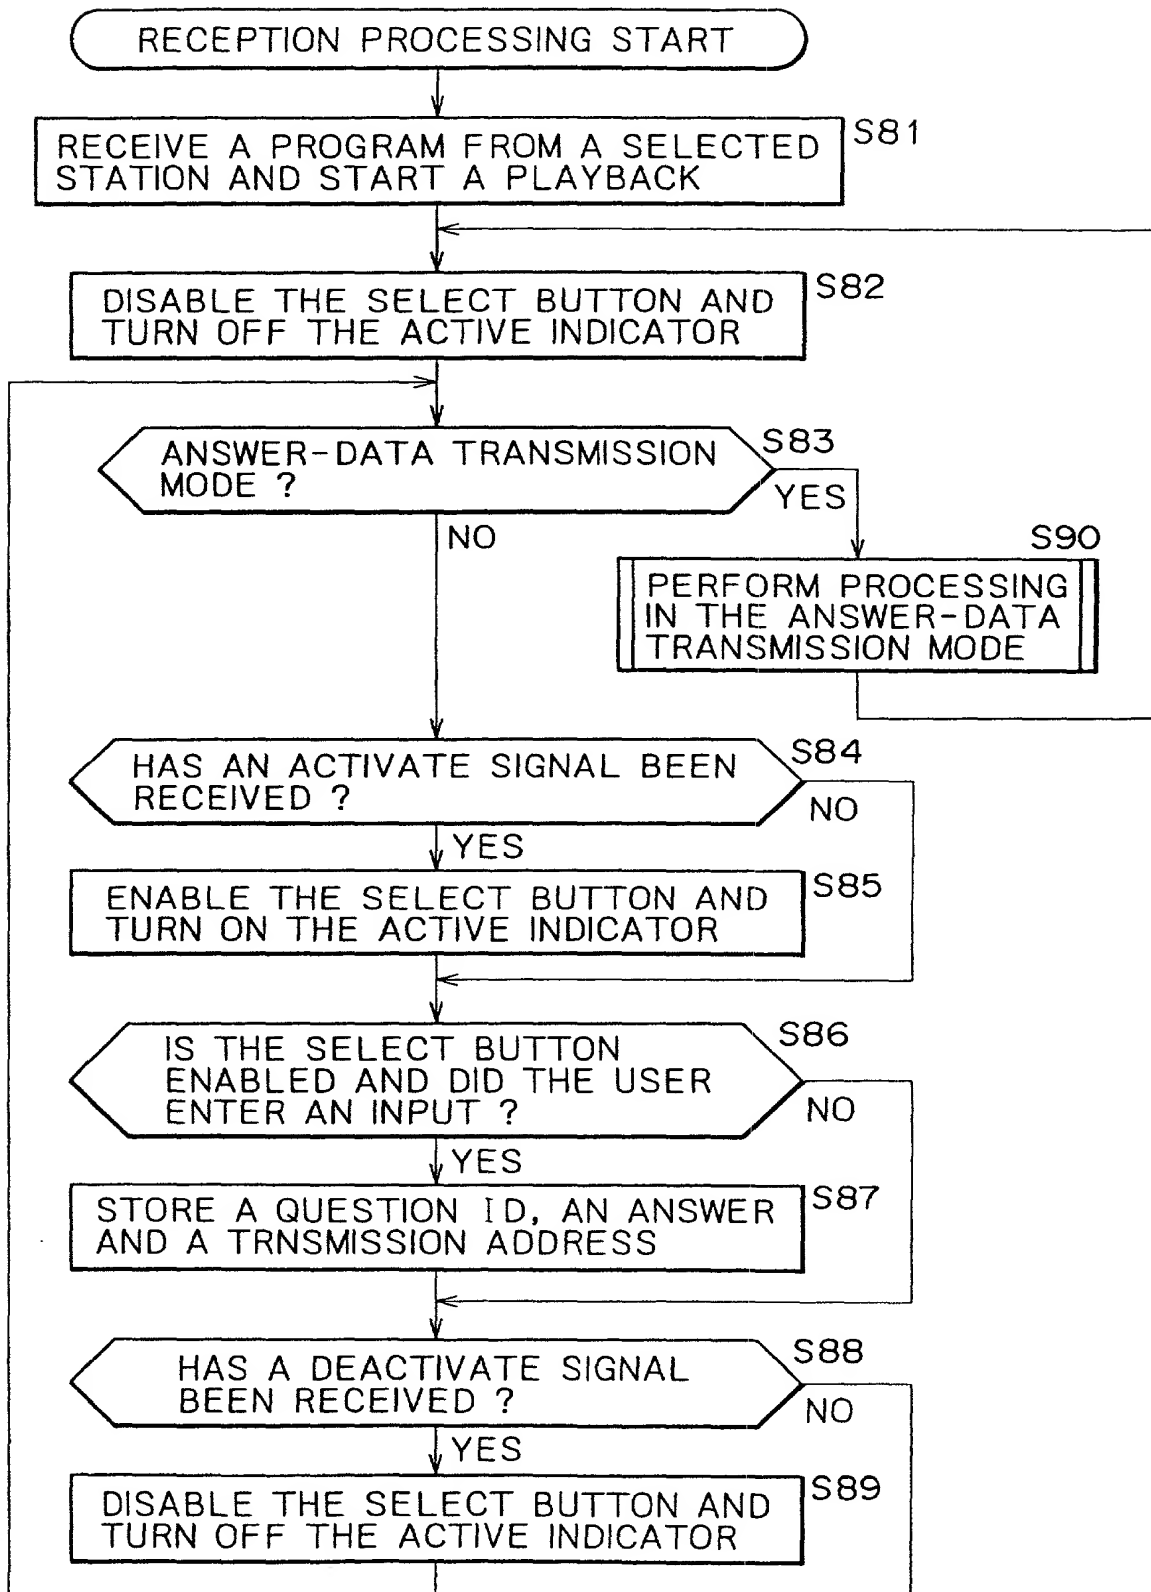 RECEPTION PROCESSING START
S81
RECEIVE A PROGRAM FROM A SELECTED
STATION AND START A PLAYBACK
S82
DISABLE THE SELECT BUTTON AND
TURN OFF THE ACTIVE INDICATOR
S83
ANSWER-DATA TRANSMISSION
MODE ?
YES
NO
S90
PERFORM PROCESSING
IN THE ANSWER-DATA
TRANSMISSION MODE
S84
HAS AN ACTIVATE SIGNAL BEEN
RECEIVED ?
NO
YES
S85
ENABLE THE SELECT BUTTON AND
TURN ON THE ACTIVE INDICATOR
S86
IS THE SELECT BUTTON
ENABLED AND DID THE USER
ENTER AN INPUT ?
NO
YES
S87
STORE A QUESTION ID, AN ANSWER
AND A TRNSMISSION ADDRESS
S88
HAS A DEACTIVATE SIGNAL
BEEN RECEIVED ?
NO
YES
S89
DISABLE THE SELECT BUTTON AND
TURN OFF THE ACTIVE INDICATOR